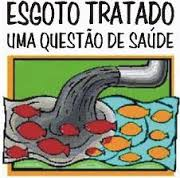 ESGOTO TRATADO
UMA QUESTÃO DE SAÚDE